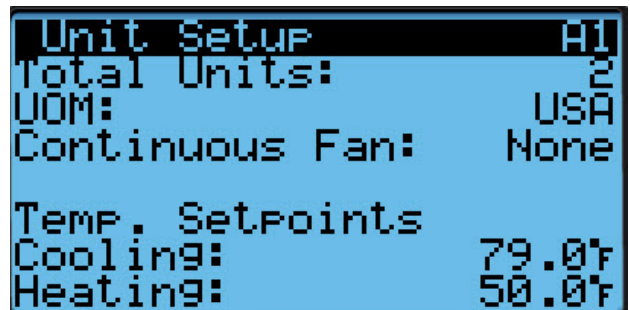 Unit Setup A1
Total Units: 2
UOM: USA
Continuous Fan: None
Temp. Setpoints
Cooling: 79.0°F
Heating: 50.0°F